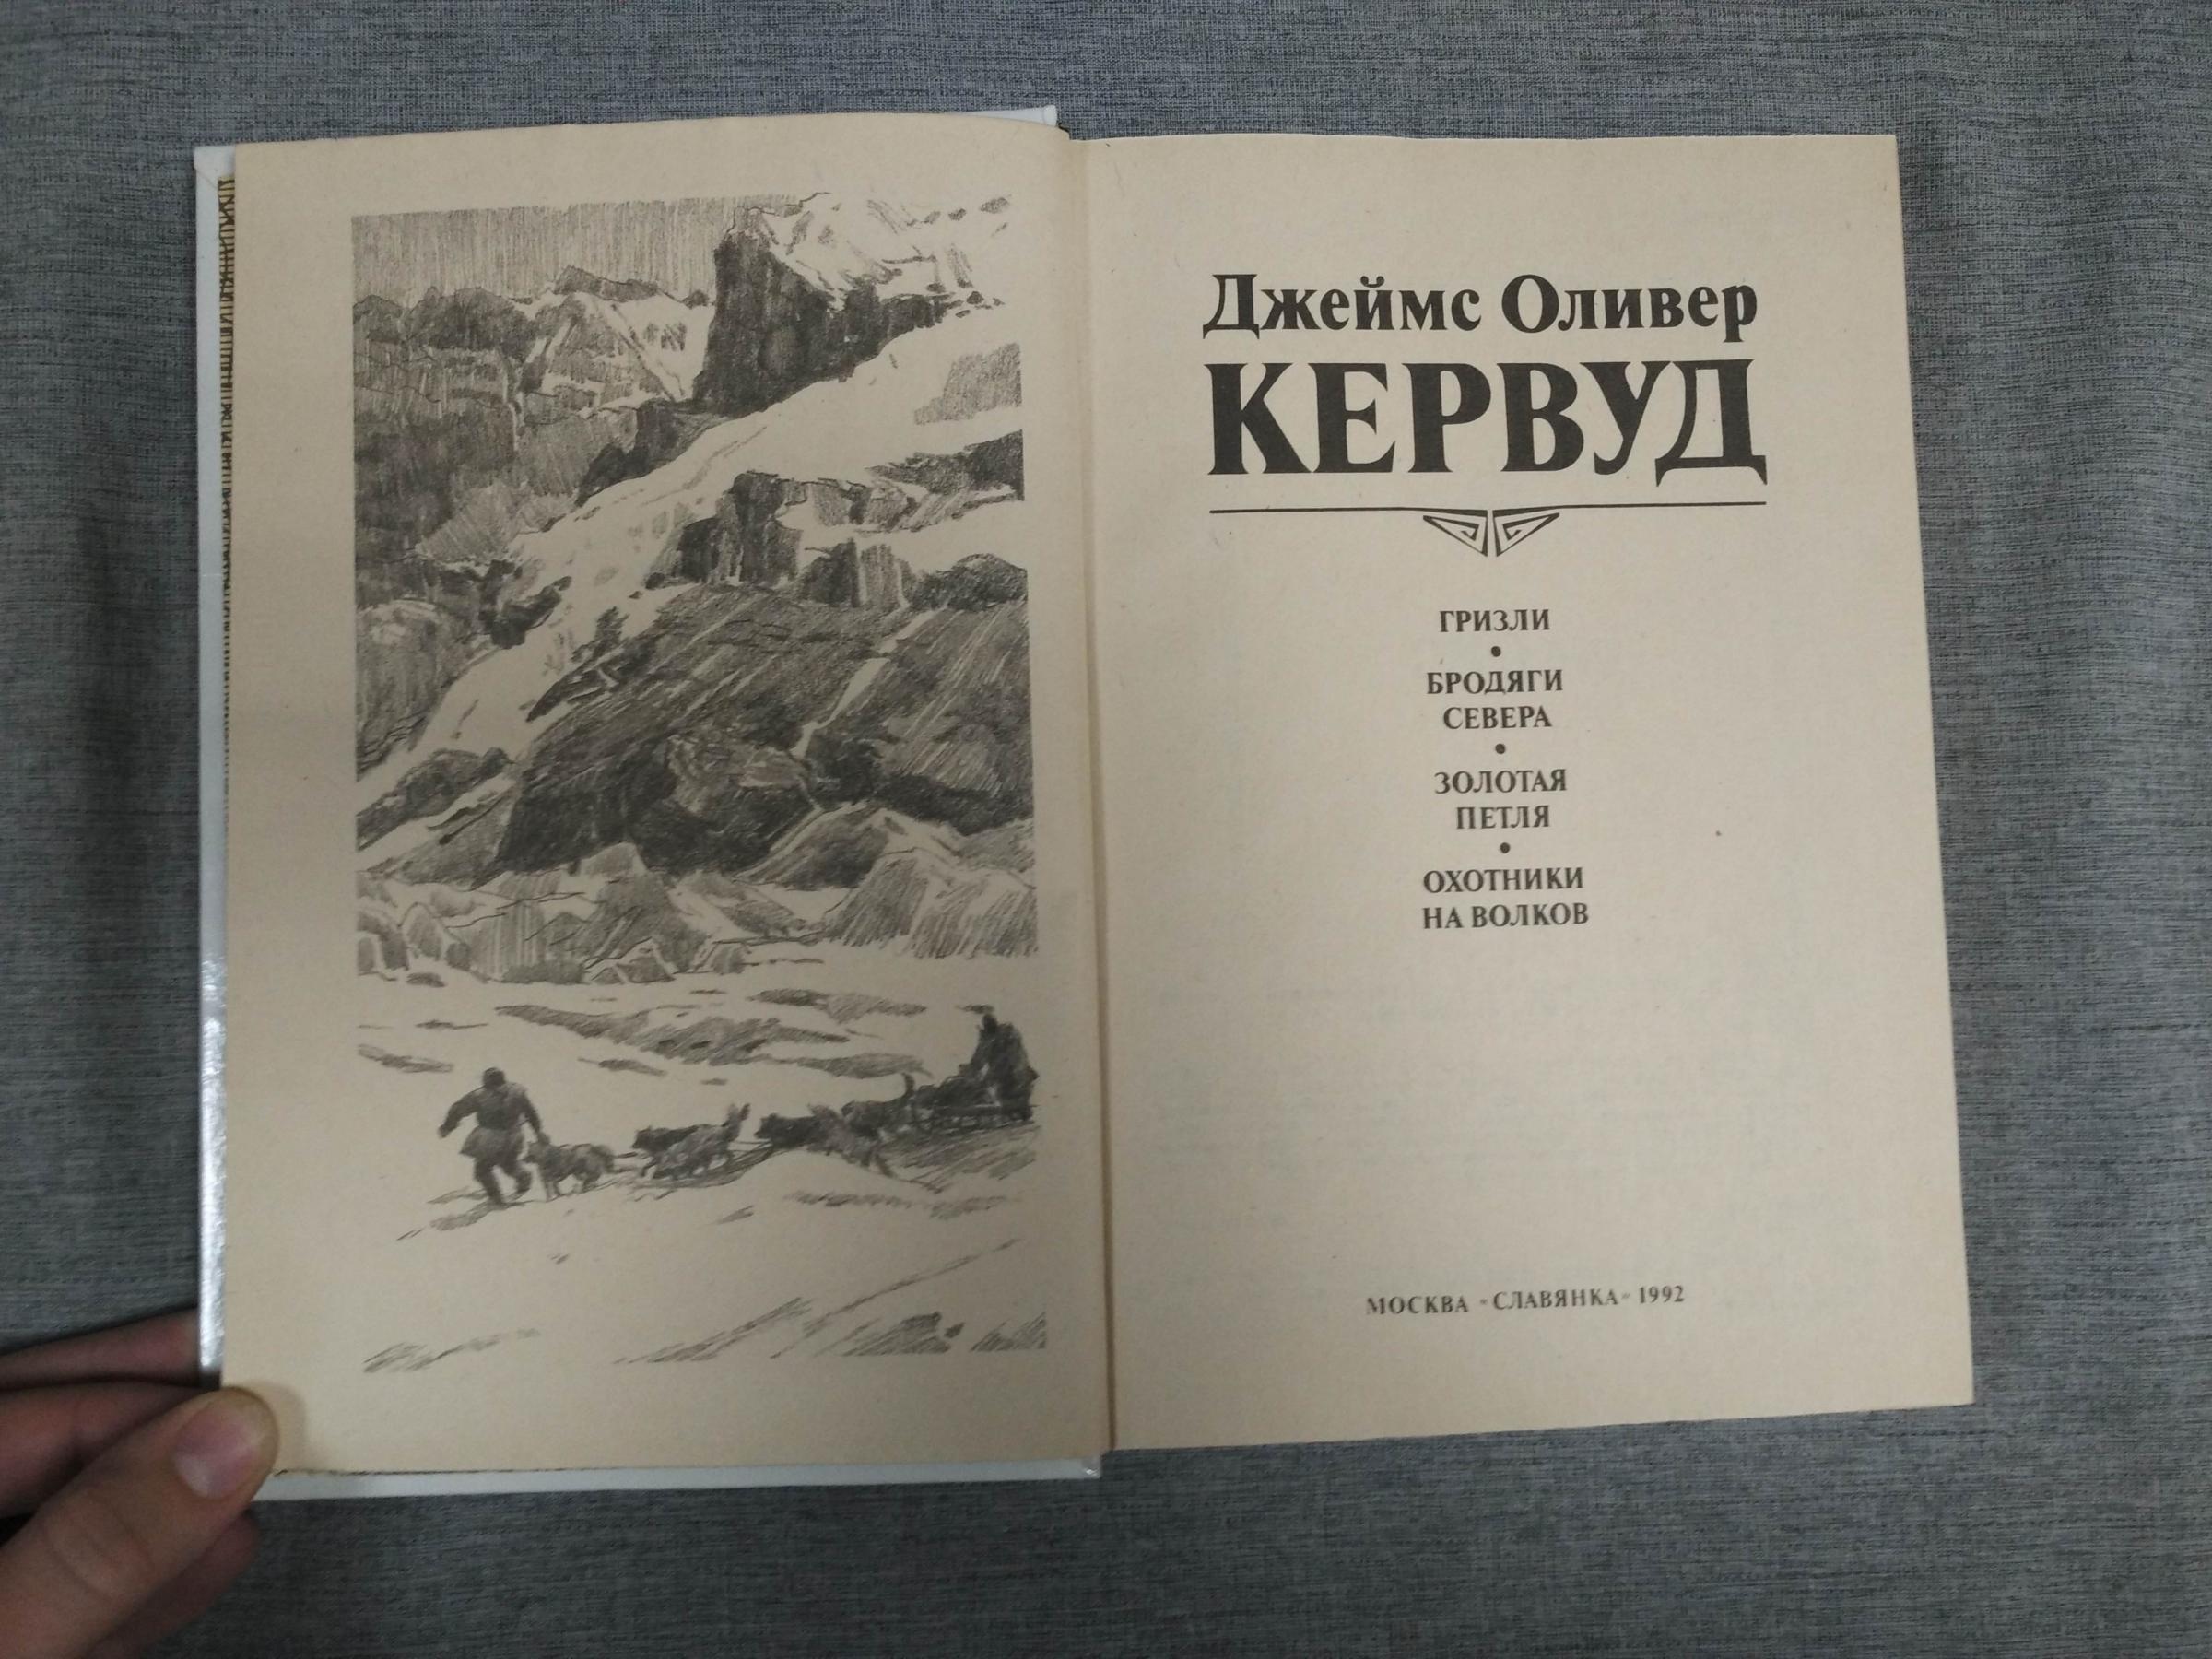 Джеймс Оливер
КЕРВУД
ГРИЗЛИ
•
БРОДЯГИ
СЕВЕРА
•
ЗОЛОТАЯ
ПЕТЛЯ
•
ОХОТНИКИ
НА ВОЛКОВ
МОСКВА «СЛАВЯНКА» 1992